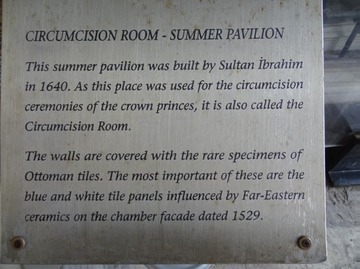 CIRCUMCISION ROOM - SUMMER PAVILION
This summer pavilion was built by Sultan İbrahim
in 1640. As this place was used for the circumcision
ceremonies of the crown princes, it is also called the
Circumcision Room.
The walls are covered with the rare specimens of
Ottoman tiles. The most important of these are the
blue and white tile panels influenced by Far-Eastern
ceramics on the chamber facade dated 1529.